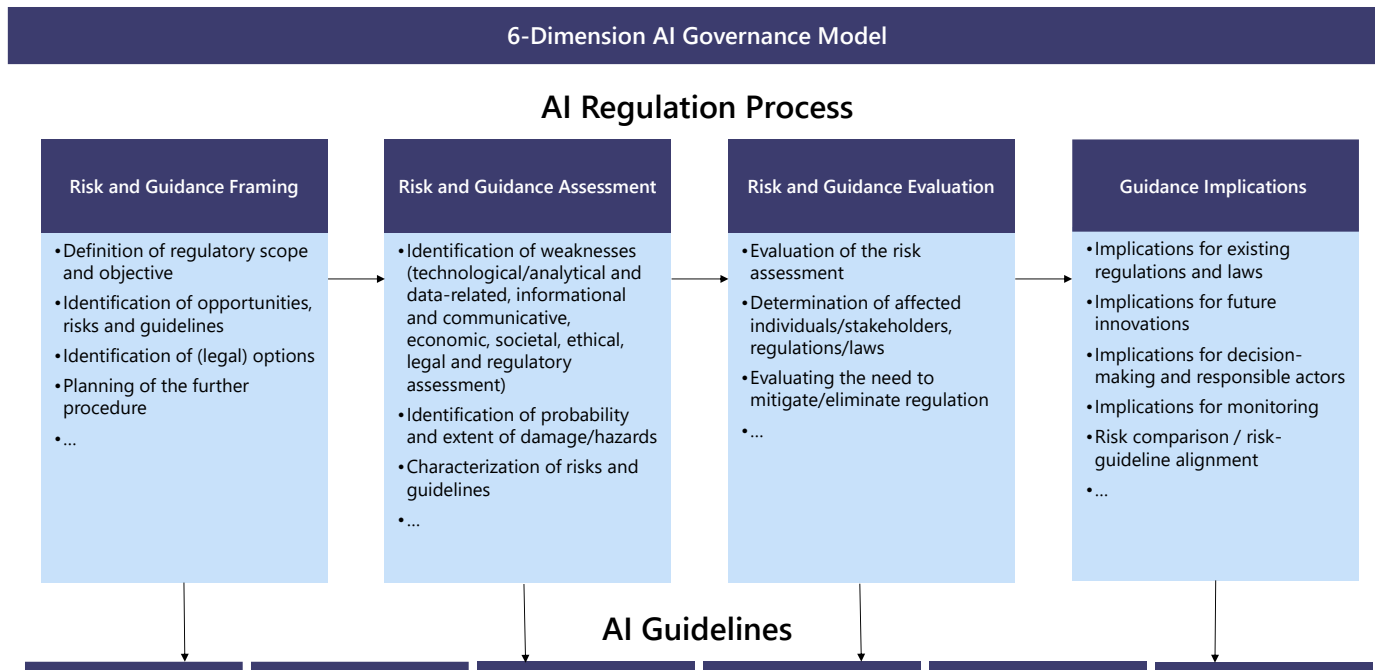 6-Dimension AI Governance Model
AI Regulation Process
Risk and Guidance Framing
•Definition of regulatory scope
and objective
•Identification of opportunities,
risks and guidelines
•Identification of (legal) options
•Planning of the further
procedure
•...
Risk and Guidance Assessment
•Identification of weaknesses
(technological/analytical and
data-related, informational
and communicative,
economic, societal, ethical,
legal and regulatory
assessment)
•Identification of probability
and extent of damage/hazards
•Characterization of risks and
guidelines
•...
Risk and Guidance Evaluation
•Evaluation of the risk
assessment
•Determination of affected
individuals/stakeholders,
regulations/laws
•Evaluating the need to
mitigate/eliminate regulation
•...
Guidance Implications
•Implications for existing
regulations and laws
•Implications for future
innovations
•Implications for decision-
making and responsible actors
•Implications for monitoring
•Risk comparison / risk-
guideline alignment
•...
AI Guidelines